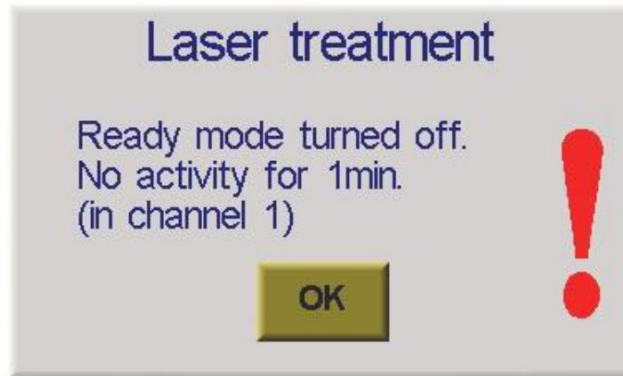 Laser treatment
Ready mode turned off.
No activity for 1min.
(in channel 1)
!
OK